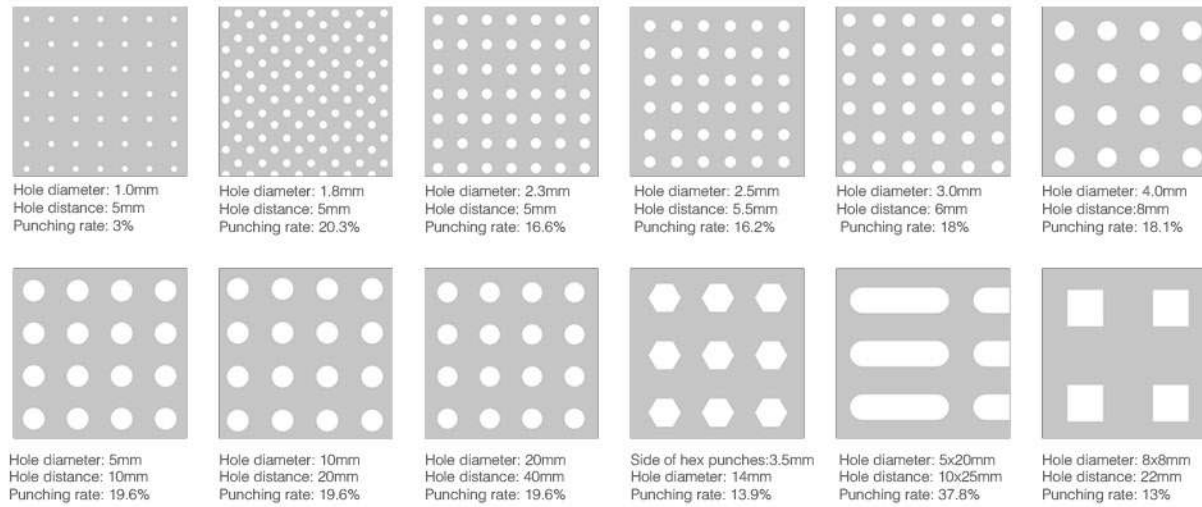 Hole diameter: 1.0mm
Hole distance: 5mm
Punching rate: 3%
Hole diameter: 1.8mm
Hole distance: 5mm
Punching rate: 20.3%
Hole diameter: 2.3mm
Hole distance: 5mm
Punching rate: 16.6%
Hole diameter: 2.5mm
Hole distance: 5.5mm
Punching rate: 16.2%
Hole diameter: 3.0mm
Hole distance: 6mm
Punching rate: 18%
Hole diameter: 4.0mm
Hole distance:8mm
Punching rate: 18.1%
Hole diameter: 5mm
Hole distance: 10mm
Punching rate: 19.6%
Hole diameter: 10mm
Hole distance: 20mm
Punching rate: 19.6%
Hole diameter: 20mm
Hole distance: 40mm
Punching rate: 19.6%
Side of hex punches:3.5mm
Hole diameter: 14mm
Punching rate: 13.9%
Hole diameter: 5x20mm
Hole distance: 10x25mm
Punching rate: 37.8%
Hole diameter: 8x8mm
Hole distance: 22mm
Punching rate: 13%